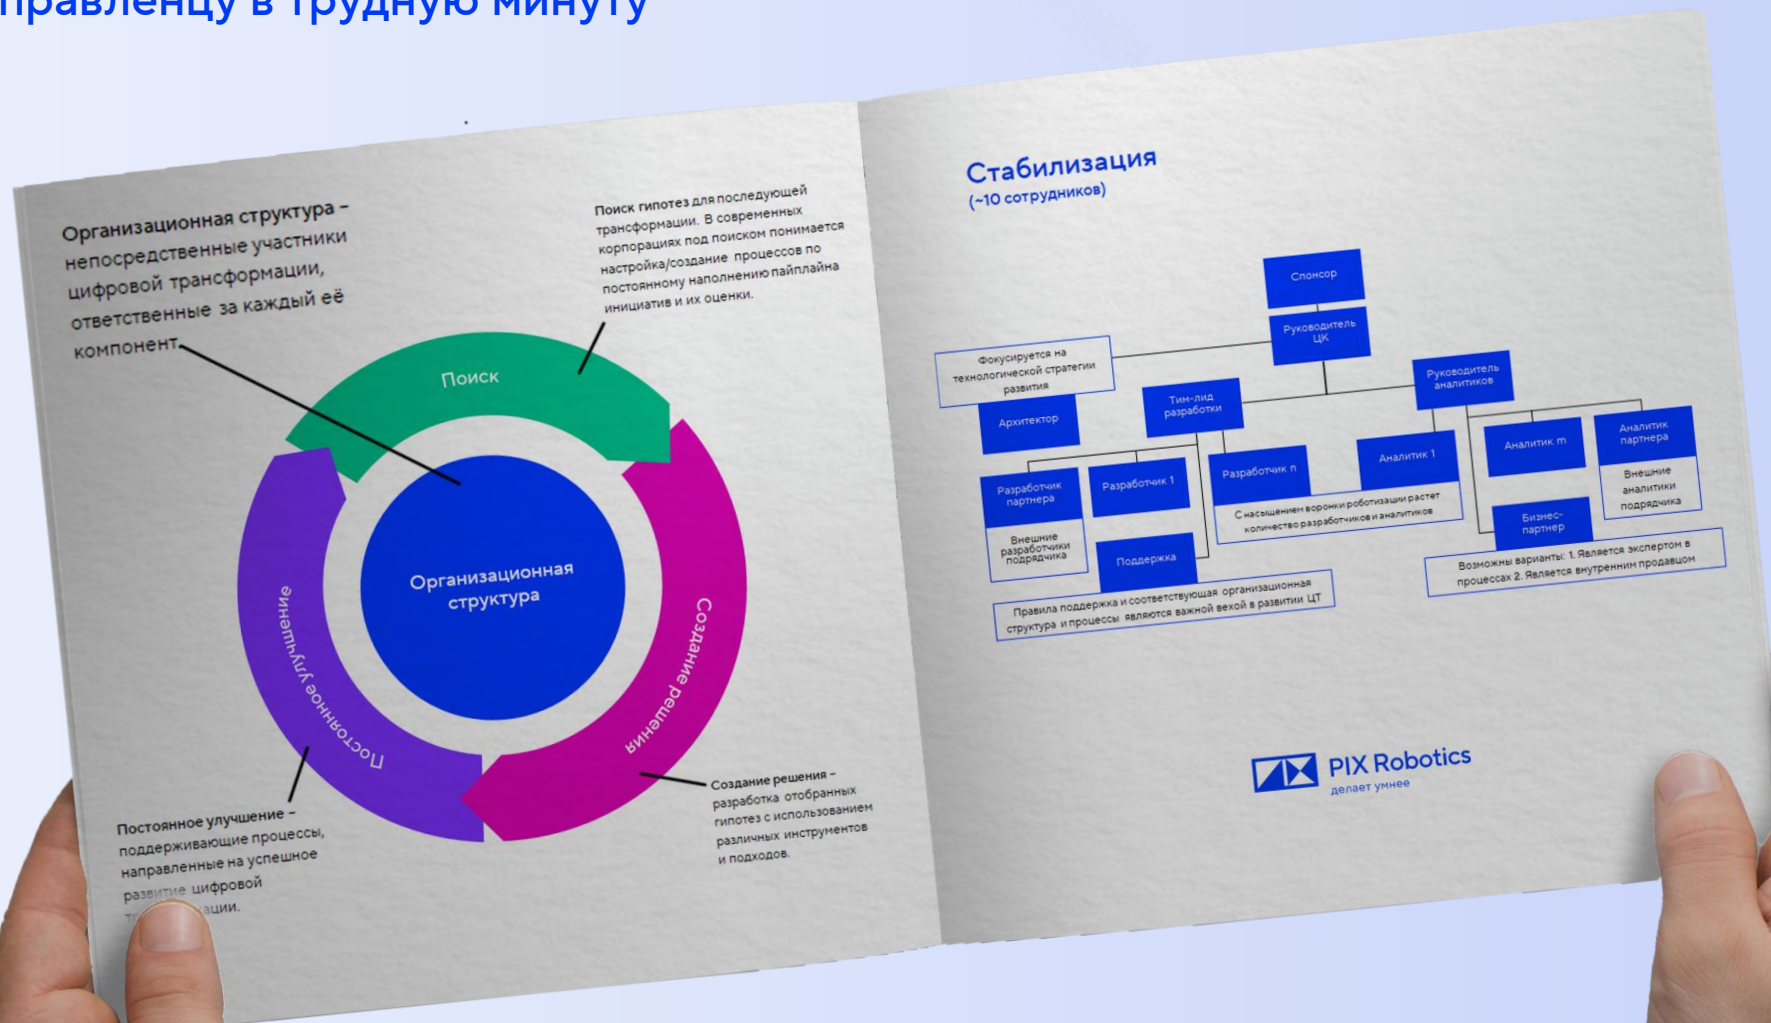 в трудную минуту
Организационная структура –
непосредственные участники
цифровой трансформации,
ответственные за каждый её
компонент.
Поиск гипотез для последующей
трансформации. В современных
корпорациях под поиском понимается
настройка/создание процессов по
постоянному наполнению пайплайна
инициатив и их оценки.
Поиск
Организационная
структура
Создание решения
Постоянное улучшение
Постоянное улучшение –
поддерживающие процессы,
направленные на успешное
развитие цифровой
Создание решения –
разработка отобранных
гипотез с использованием
различных инструментов
и подходов.
Стабилизация
(~10 сотрудников)
Спонсор
Руководитель
ЦК
Фокусируется на
технологической стратегии
развития
Архитектор
Тим-лид
разработки
Руководитель
аналитиков
Разработчик
партнера
Внешние
разработчики
подрядчика
Разработчик 1
Разработчик n
Аналитик 1
С насыщением воронки роботизации растет
количество разработчиков и аналитиков
Аналитик m
Аналитик
партнера
Внешние
аналитики
подрядчика
Поддержка
Правила поддержка и соответствующая организационная
структура и процессы являются важной вехой в развитии ЦТ
Бизнес-
партнер
Возможны варианты: 1. Является экспертом в
процессах 2. Является внутренним продавцом
PIX Robotics
делает умнее